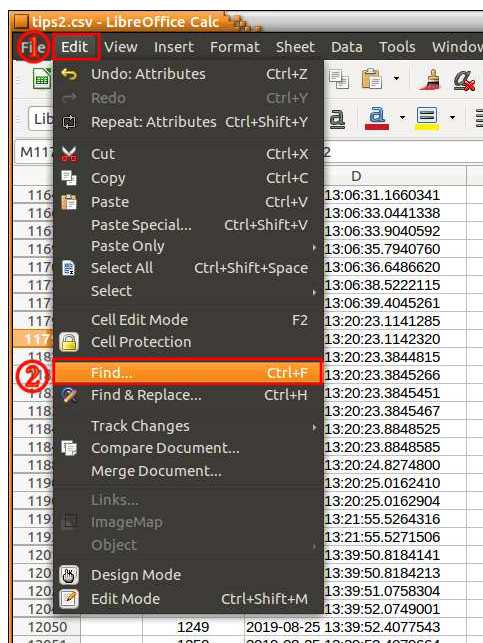 tips2.csv - LibreOffice Calc
① File Edit View Insert Format Sheet Data Tools Window
Undo: Attributes Ctrl+Z
Redo Ctrl+Y
Lib Repeat: Attributes Ctrl+Shift+Y a a
M117 Cut Ctrl+X 2
Copy Ctrl+C D
Paste Ctrl+V 13:06:31.1660341
Paste Special... Ctrl+Shift+V 13:06:33.0441338
13:06:33.9040592
Paste Only 13:06:35.7940760
Select All Ctrl+Shift+Space 13:06:36.6486620
Select 13:06:38.5222115
13:06:39.4045261
Cell Edit Mode F2 13:20:23.1141285
Cell Protection 13:20:23.1142320
13:20:23.3844815
② Find... Ctrl+F 13:20:23.3845266
Find & Replace... Ctrl+H 13:20:23.3845451
13:20:23.3845467
Track Changes 13:20:23.8848525
Compare Document... 13:20:23.8848585
Merge Document... 13:20:24.8274800
13:20:25.0162410
Links... 13:20:25.0162904
ImageMap 13:21:55.5264316
Object 13:21:55.5271506
13:39:50.8184141
Design Mode 13:39:50.8184213
13:39:51.0758304
Edit Mode Ctrl+Shift+M 13:39:52.0749001
12050 1249 2019-08-25 13:39:52.4077543